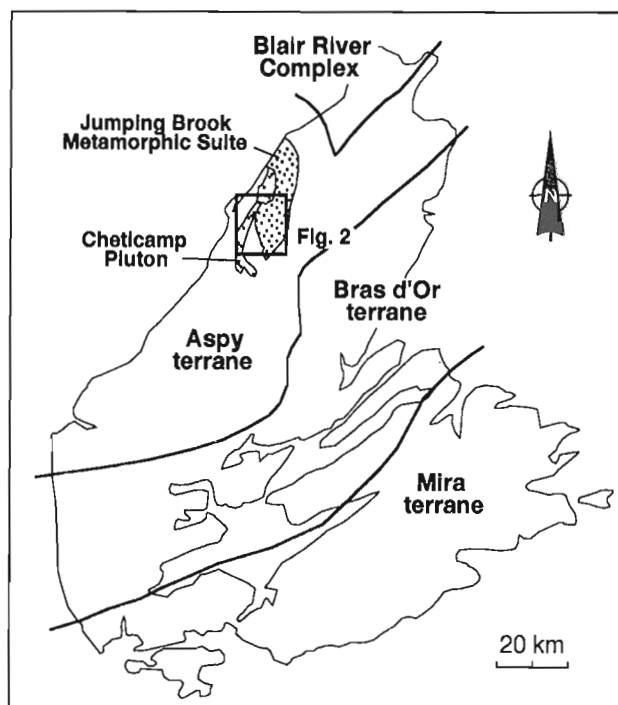 Blair River
Complex
Jumping Brook
Metamorphic Suite
N
Fig. 2
Cheticamp
Pluton
Bras d'Or
terrane
Aspy
terrane
Mira
terrane
20 km